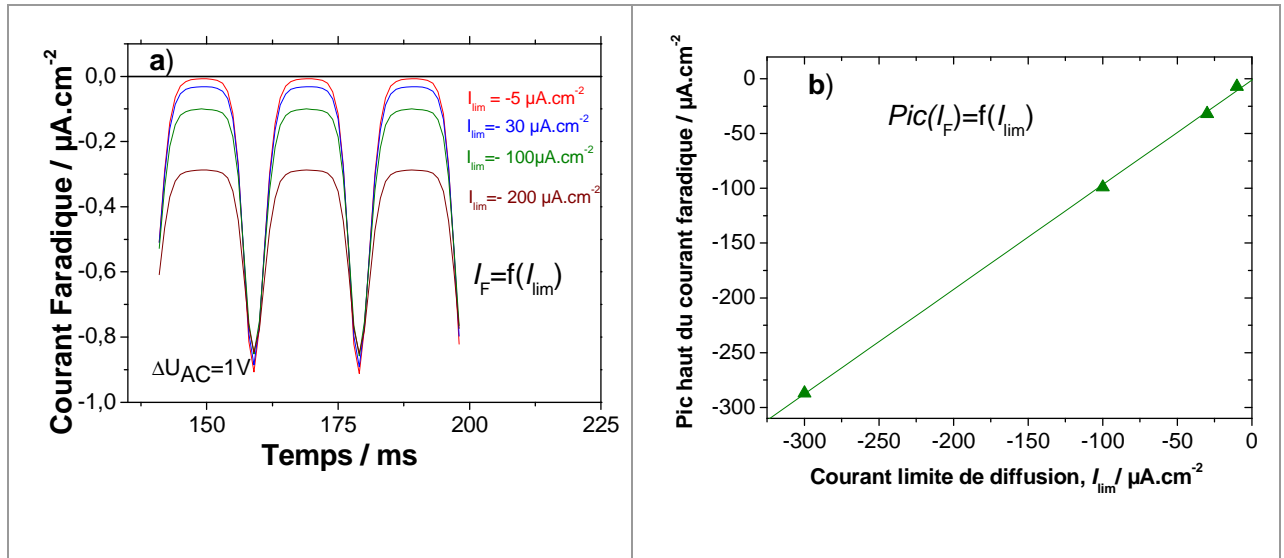 a)
Courant Faradique / µA.cm-2
0,0
-0,2
-0,4
-0,6
-0,8
-1,0
Ilim = -5 µA.cm-2
Ilim=- 30 µA.cm-2
Ilim=- 100µA.cm-2
Ilim=- 200 µA.cm-2
IF=f(Ilim)
ΔUAC=1V
150 175 200 225
Temps / ms
b)
Pic haut du courant faradique / µA.cm-2
0
-50
-100
-150
-200
-250
-300
Pic(IF)=f(Ilim)
-300 -250 -200 -150 -100 -50 0
Courant limite de diffusion, Ilim/ µA.cm-2